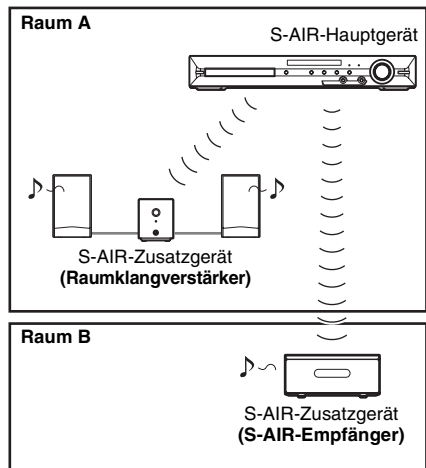 Raum A
S-AIR-Hauptgerät
S-AIR-Zusatzgerät
(Raumklangverstärker)
Raum B
S-AIR-Zusatzgerät
(S-AIR-Empfänger)